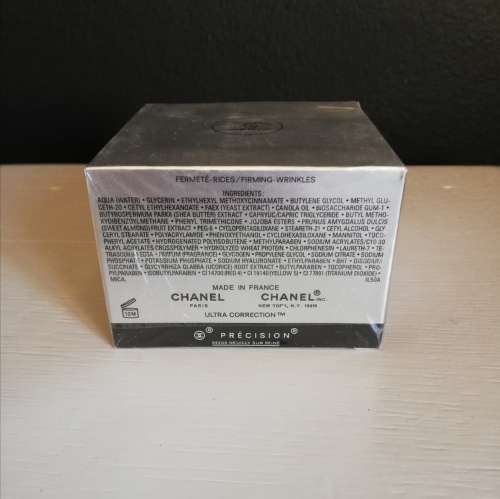 FERMETÉ-RIDES/FIRMING-WRINKLES
INGREDIENTS:
AQUA (WATER) • GLYCERIN • ETHYLHEXYL METHOXYCINNAMATE • BUTYLENE GLYCOL • METHYL GLU-
CETH-20 • CETYL ETHYLHEXANOATE • FAEX (YEAST EXTRACT) • CANOLA OIL • BIOSACCHARIDE GUM-1 •
BUTYROSPERMUM PARKII (SHEA BUTTER) EXTRACT • CAPRYLIC/CAPRIC TRIGLYCERIDE • BUTYL METHO-
XYDIBENZOYLMETHANE • PHENYL TRIMETHICONE • JOJOBA ESTERS • PRUNUS AMYGDALUS DULCIS
(SWEET ALMOND) FRUIT EXTRACT • PEG-8 • CYCLOPENTASILOXANE • STEARETH-21 • CETYL ALCOHOL • GLY-
CERYL STEARATE • POLYACRYLAMIDE • PHENOXYETHANOL • CYCLOHEXASILOXANE • MANNITOL • TOCO-
PHERYL ACETATE • HYDROGENATED POLYISOBUTENE • METHYLPARABEN • SODIUM ACRYLATES/C10-30
ALKYL ACRYLATE CROSSPOLYMER • HYDROLYZED WHEAT PROTEIN • CHLORPHENESIN • LAURETH-7 • TE-
TRASODIUM EDTA • PARFUM (FRAGRANCE) • GLYCOGEN • PROPYLENE GLYCOL • SODIUM CITRATE • SODIUM
PHOSPHATE • POTASSIUM PHOSPHATE • SODIUM HYALURONATE • ETHYLPARABEN • BHT • DISODIUM
SUCCINATE • GLYCYRRHIZA GLABRA (LICORICE) ROOT EXTRACT • BUTYLPARABEN • TOCOPHEROL • PRO-
PYLPARABEN • ISOBUTYLPARABEN • CI 14700 (RED 4) • CI 19140 (YELLOW 5) • CI 77891 (TITANIUM DIOXIDE) •
MICA. IL50A
MADE IN FRANCE
CHANEL CHANEL® INC.
PARIS NEW YORK, N.Y. 10019
12M
ULTRA CORRECTION™
PRÉCISION®
92200 NEUILLY SUR SEINE